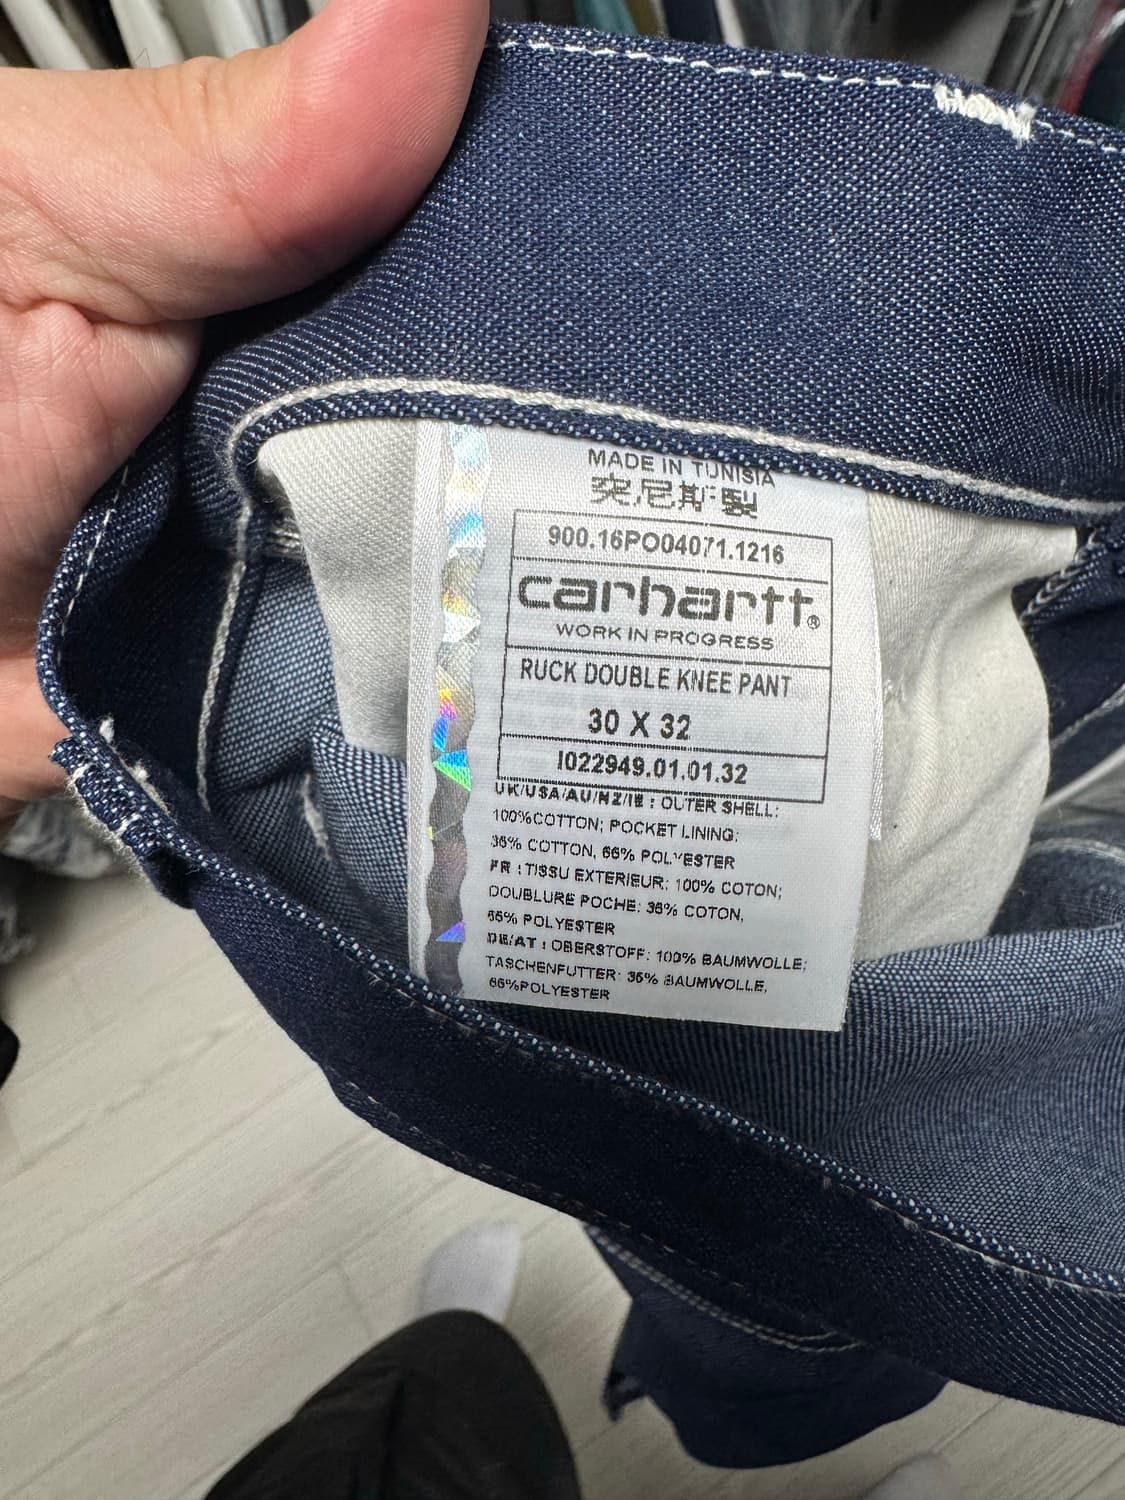 MADE IN TUNISIA
突尼斯製
900.16PO04071.1216
carhartt®
WORK IN PROGRESS
RUCK DOUBLE KNEE PANT
30 X 32
I022949.01.01.32
UK/USA/AU/NZ/IE : OUTER SHELL:
100%COTTON; POCKET LINING:
35% COTTON, 65% POLYESTER
FR : TISSU EXTERIEUR: 100% COTON;
DOUBLURE POCHE: 35% COTON,
65% POLYESTER
DE/AT : OBERSTOFF: 100% BAUMWOLLE;
TASCHENFUTTER: 35% BAUMWOLLE,
65%POLYESTER